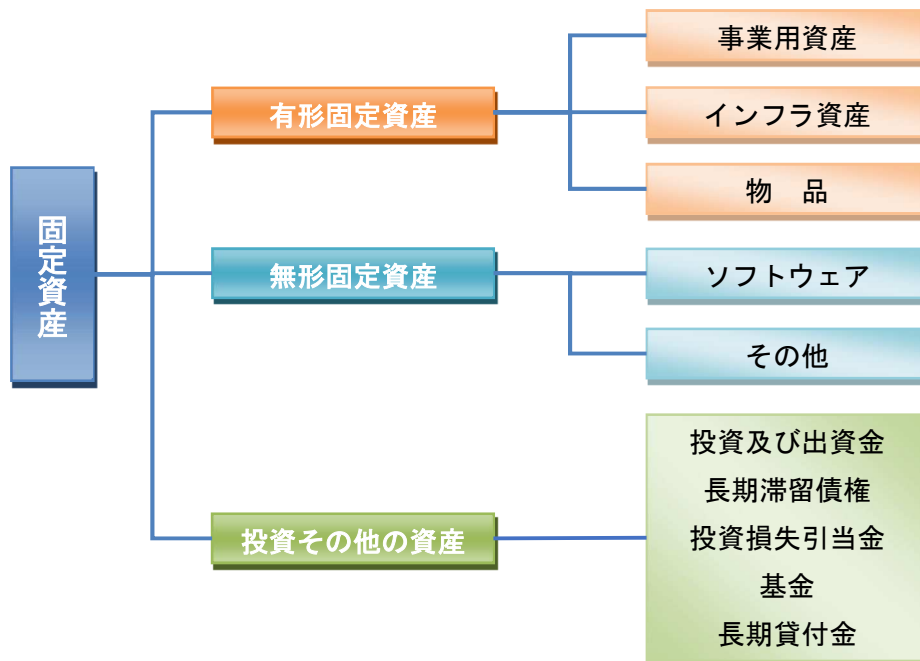 固定資産
有形固定資産
事業用資産
インフラ資産
物　品
無形固定資産
ソフトウェア
その他
投資その他の資産
投資及び出資金
長期滞留債権
投資損失引当金
基金
長期貸付金